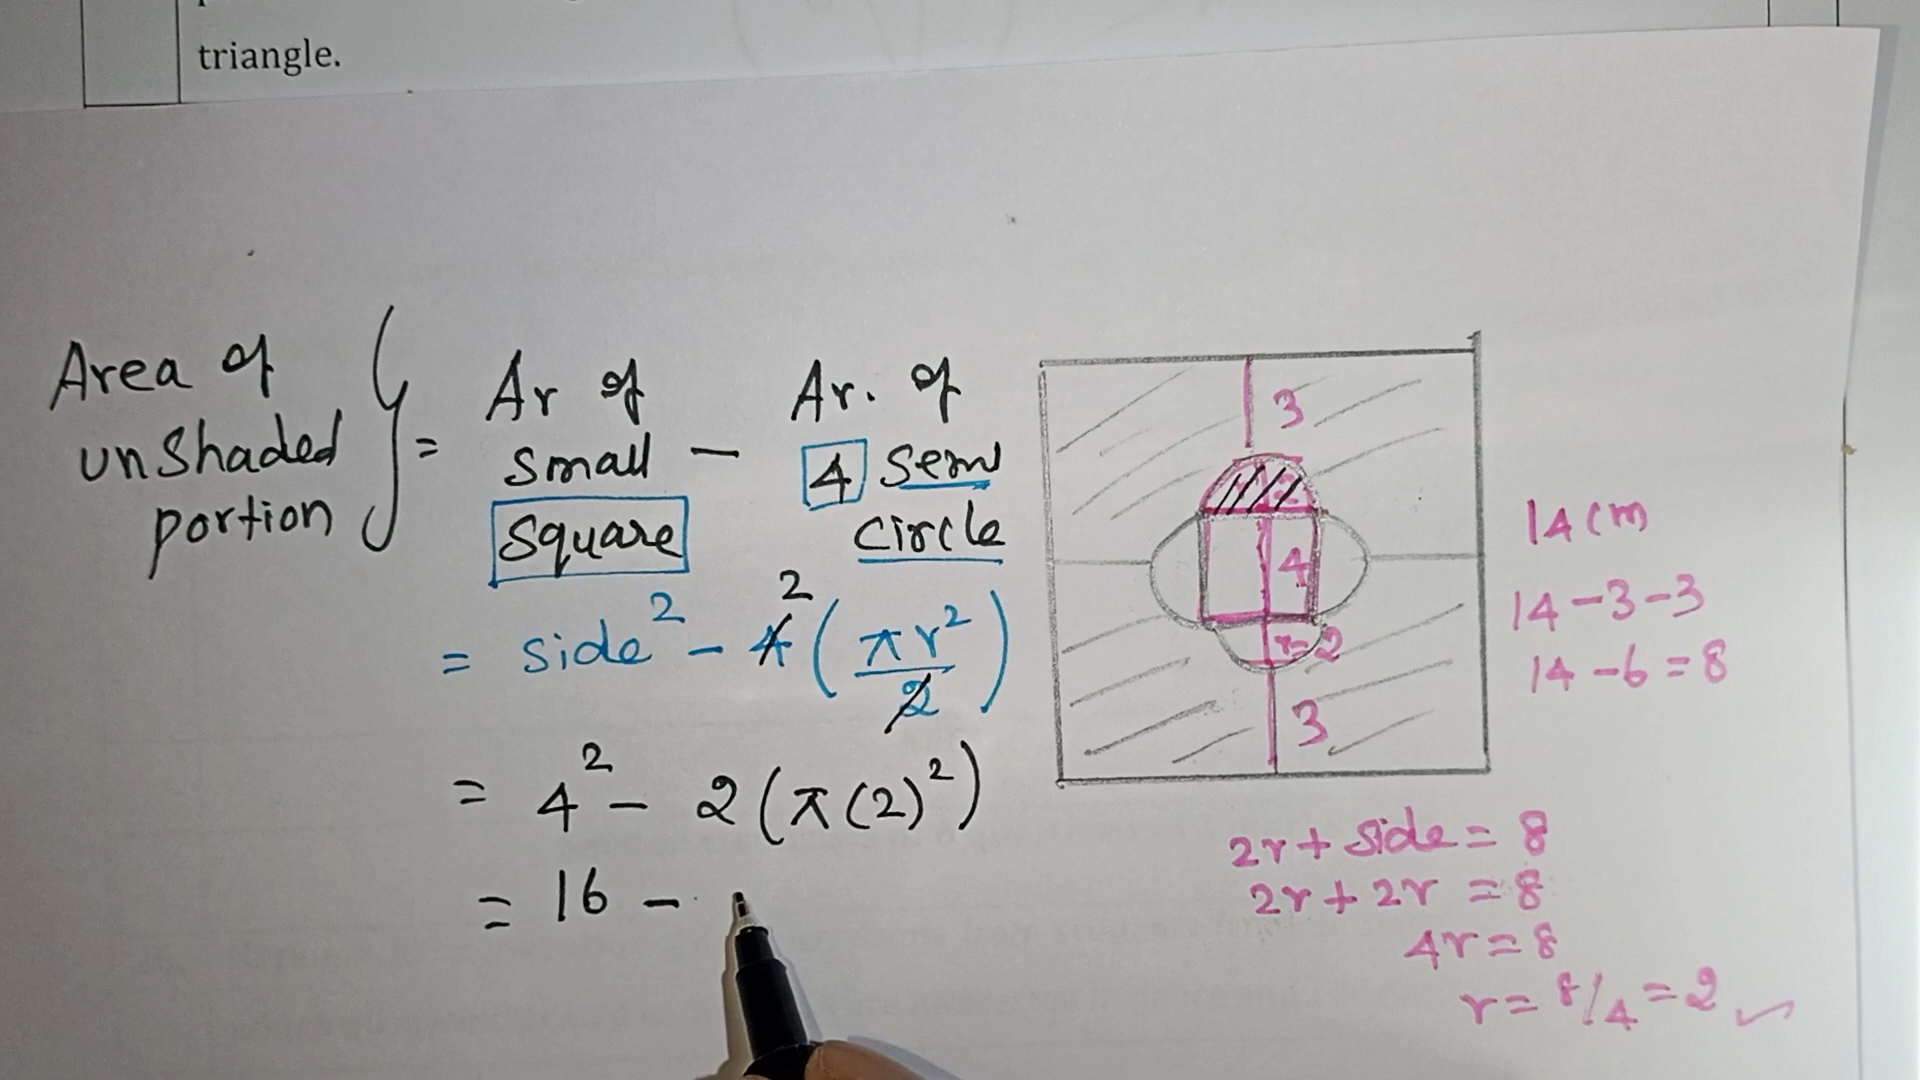 triangle.
Area of
unshaded
portion
=
Ar of
small
square
−
Ar. of
4 semi
circle
= side² − 4 2 (πr²/2)
= 4² − 2(π(2)²)
= 16 −
3
2
4
r=2
3
14 cm
14 − 3 − 3
14 − 6 = 8
2r + side = 8
2r + 2r = 8
4r = 8
r = 8/4 = 2 ✓